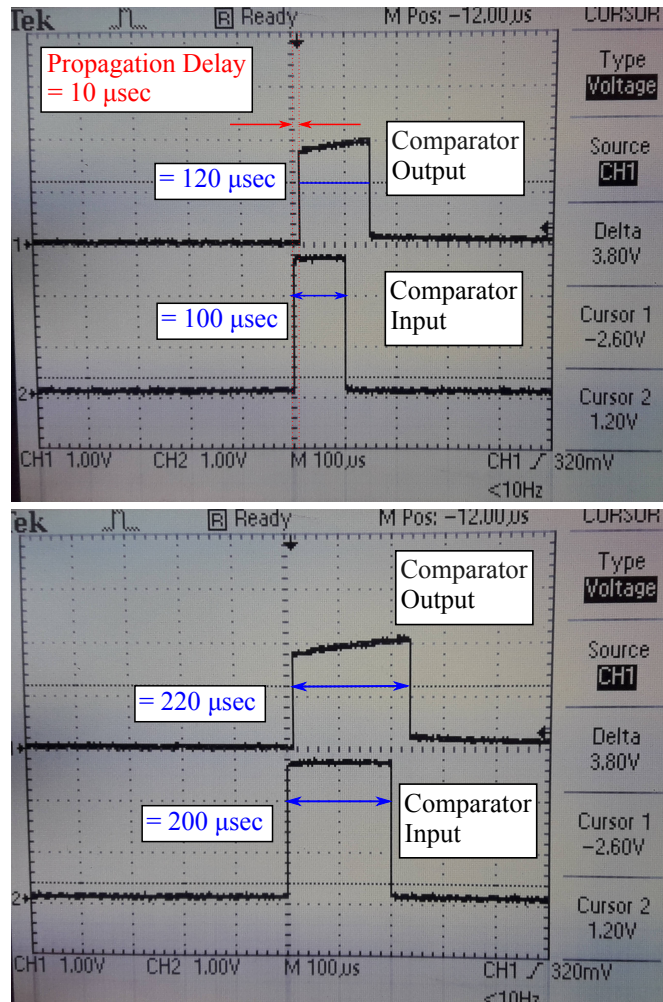 Tek R Ready M Pos: -12.00µs CURSOR
Propagation Delay
= 10 µsec
Type
Voltage
Comparator
Output
Source
CH1
= 120 µsec
Delta
3.80V
1
Comparator
Input
= 100 µsec
Cursor 1
-2.60V
Cursor 2
1.20V
2
CH1 1.00V CH2 1.00V M 100µs CH1 320mV
<10Hz
Tek R Ready M Pos: -12.00µs CURSOR
Comparator
Output
Type
Voltage
Source
CH1
= 220 µsec
Delta
3.80V
1
Comparator
Input
= 200 µsec
Cursor 1
-2.60V
Cursor 2
1.20V
2
CH1 1.00V CH2 1.00V M 100µs CH1 320mV
<10Hz